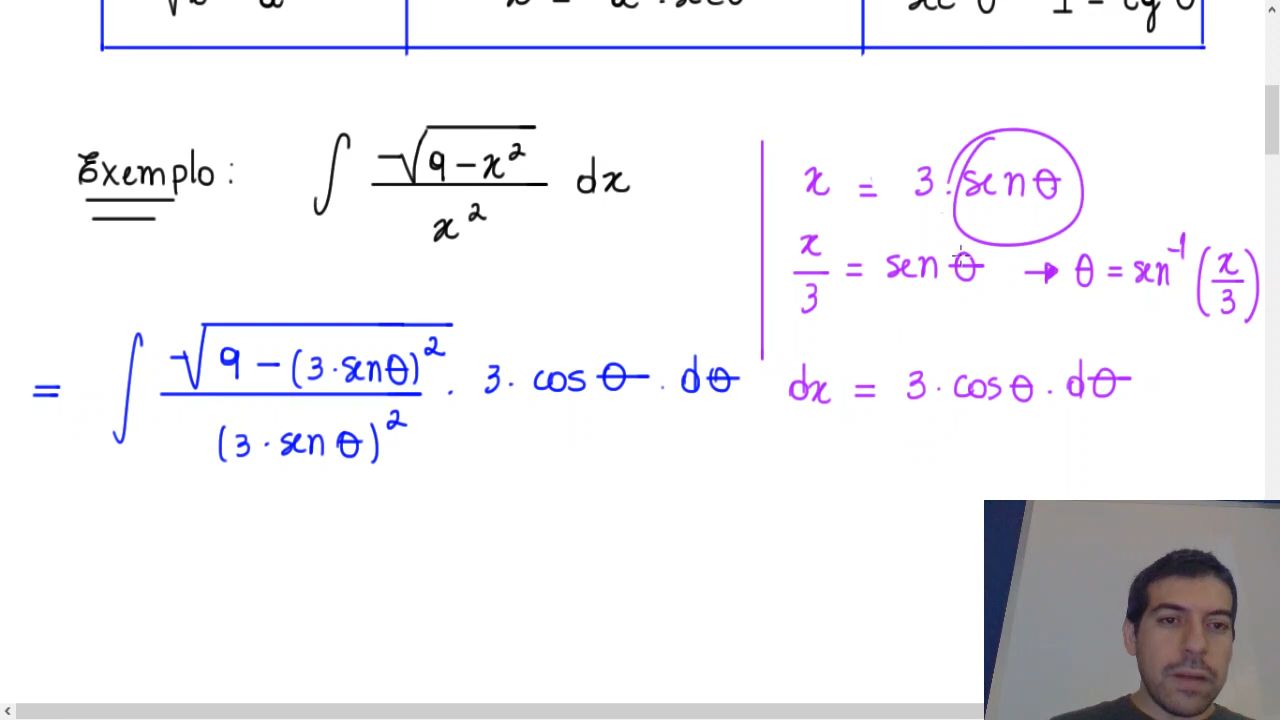 Exemplo: ∫ √(9 − x²) / x² dx
x = 3 · sen θ
x/3 = sen θ → θ = sen⁻¹ (x/3)
= ∫ √(9 − (3 · sen θ)²) / (3 · sen θ)² · 3 · cos θ · dθ
dx = 3 · cos θ · dθ